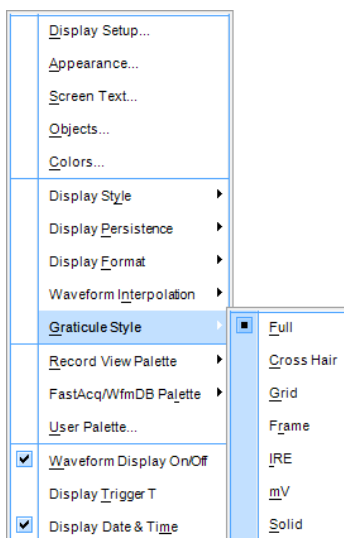 Display Setup...
Appearance...
Screen Text...
Objects...
Colors...
Display Style
Display Persistence
Display Format
Waveform Interpolation
Graticule Style
Record View Palette
FastAcq/WfmDB Palette
User Palette...
Waveform Display On/Off
Display Trigger T
Display Date & Time
Full
Cross Hair
Grid
Frame
IRE
mV
Solid